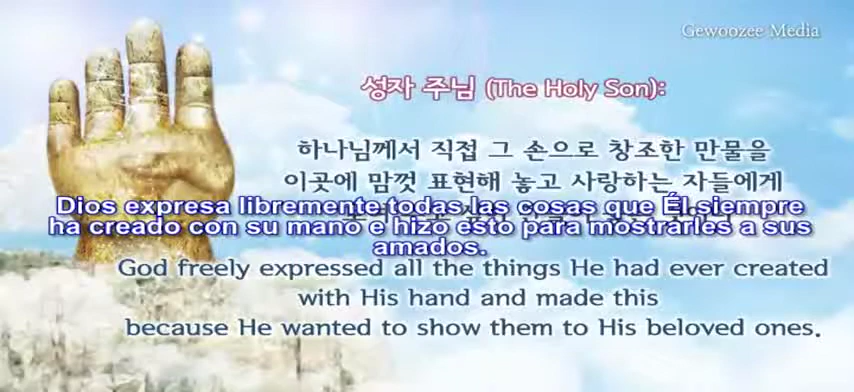 Gewoozee Media
성자 주님 (The Holy Son):
하나님께서 직접 그 손으로 창조한 만물을
이곳에 맘껏 표현해 놓고 사랑하는 자들에게
Dios expresa libremente todas las cosas que Él siempre
ha creado con su mano e hizo esto para mostrarles a sus
amados.
God freely expressed all the things He had ever created
with His hand and made this
because He wanted to show them to His beloved ones.